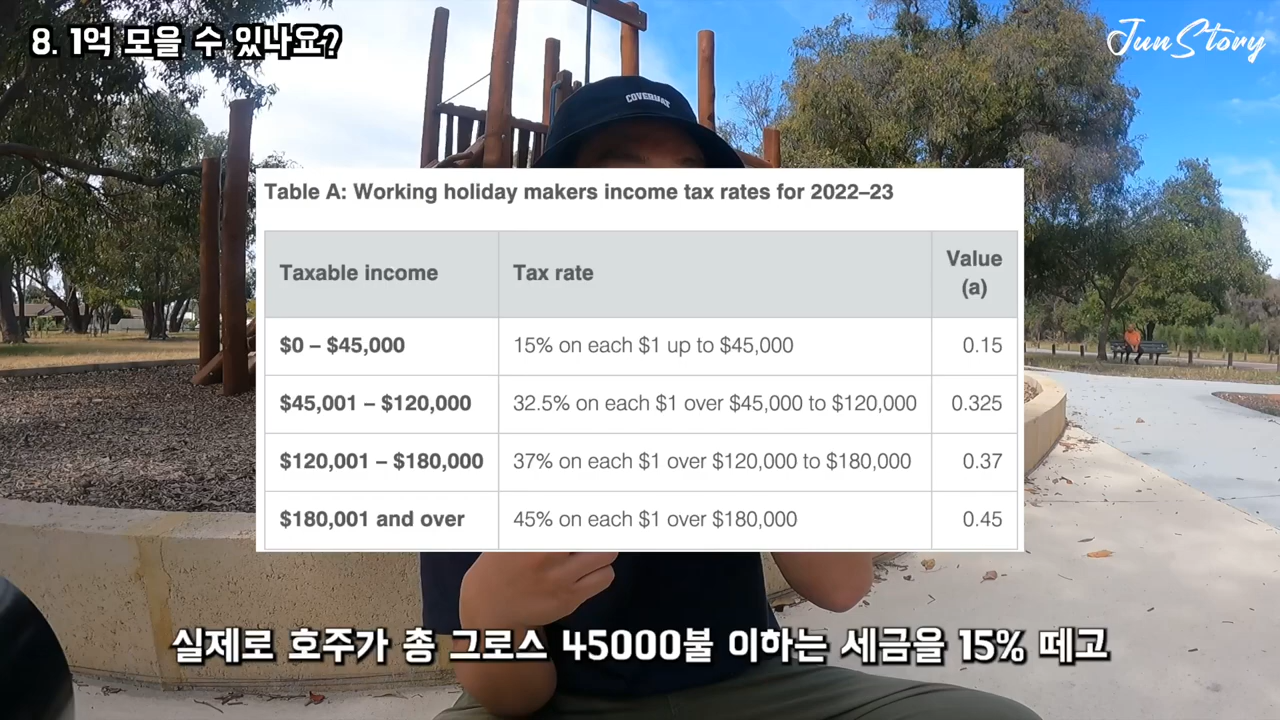 8. 1억 모을 수 있나요?
JunStory
COVERNAT
Table A: Working holiday makers income tax rates for 2022–23
Taxable income Tax rate Value (a)
$0 – $45,000 15% on each $1 up to $45,000 0.15
$45,001 – $120,000 32.5% on each $1 over $45,000 to $120,000 0.325
$120,001 – $180,000 37% on each $1 over $120,000 to $180,000 0.37
$180,001 and over 45% on each $1 over $180,000 0.45
실제로 호주가 총 그로스 45000불 이하는 세금을 15% 떼고